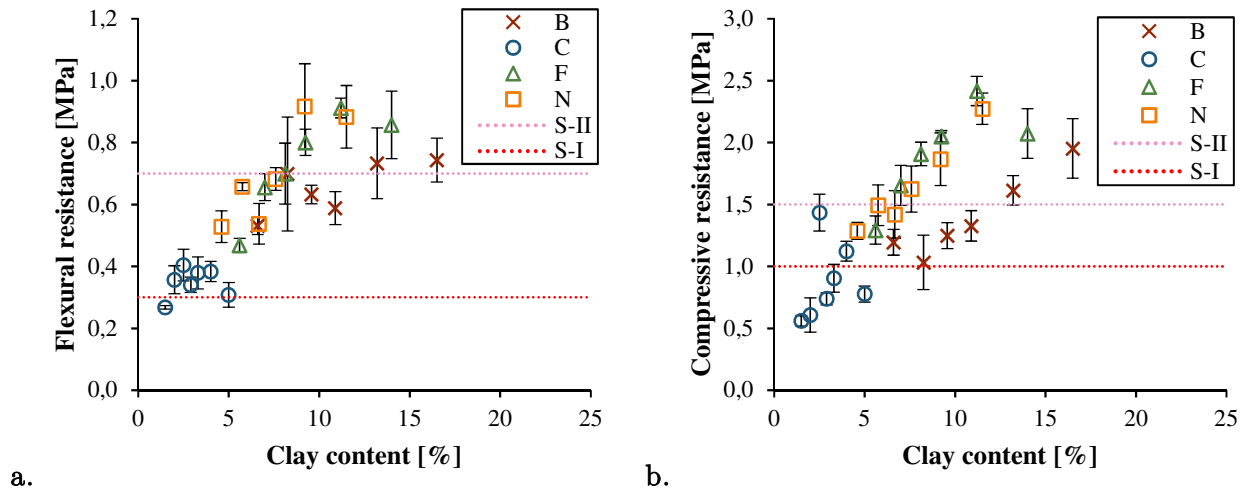 Flexural resistance [MPa]
1,2
1,0
0,8
0,6
0,4
0,2
0,0
0 5 10 15 20 25
Clay content [%]
B
C
F
N
S-II
S-I
a.
Compressive resistance [MPa]
3,0
2,5
2,0
1,5
1,0
0,5
0,0
0 5 10 15 20 25
Clay content [%]
B
C
F
N
S-II
S-I
b.